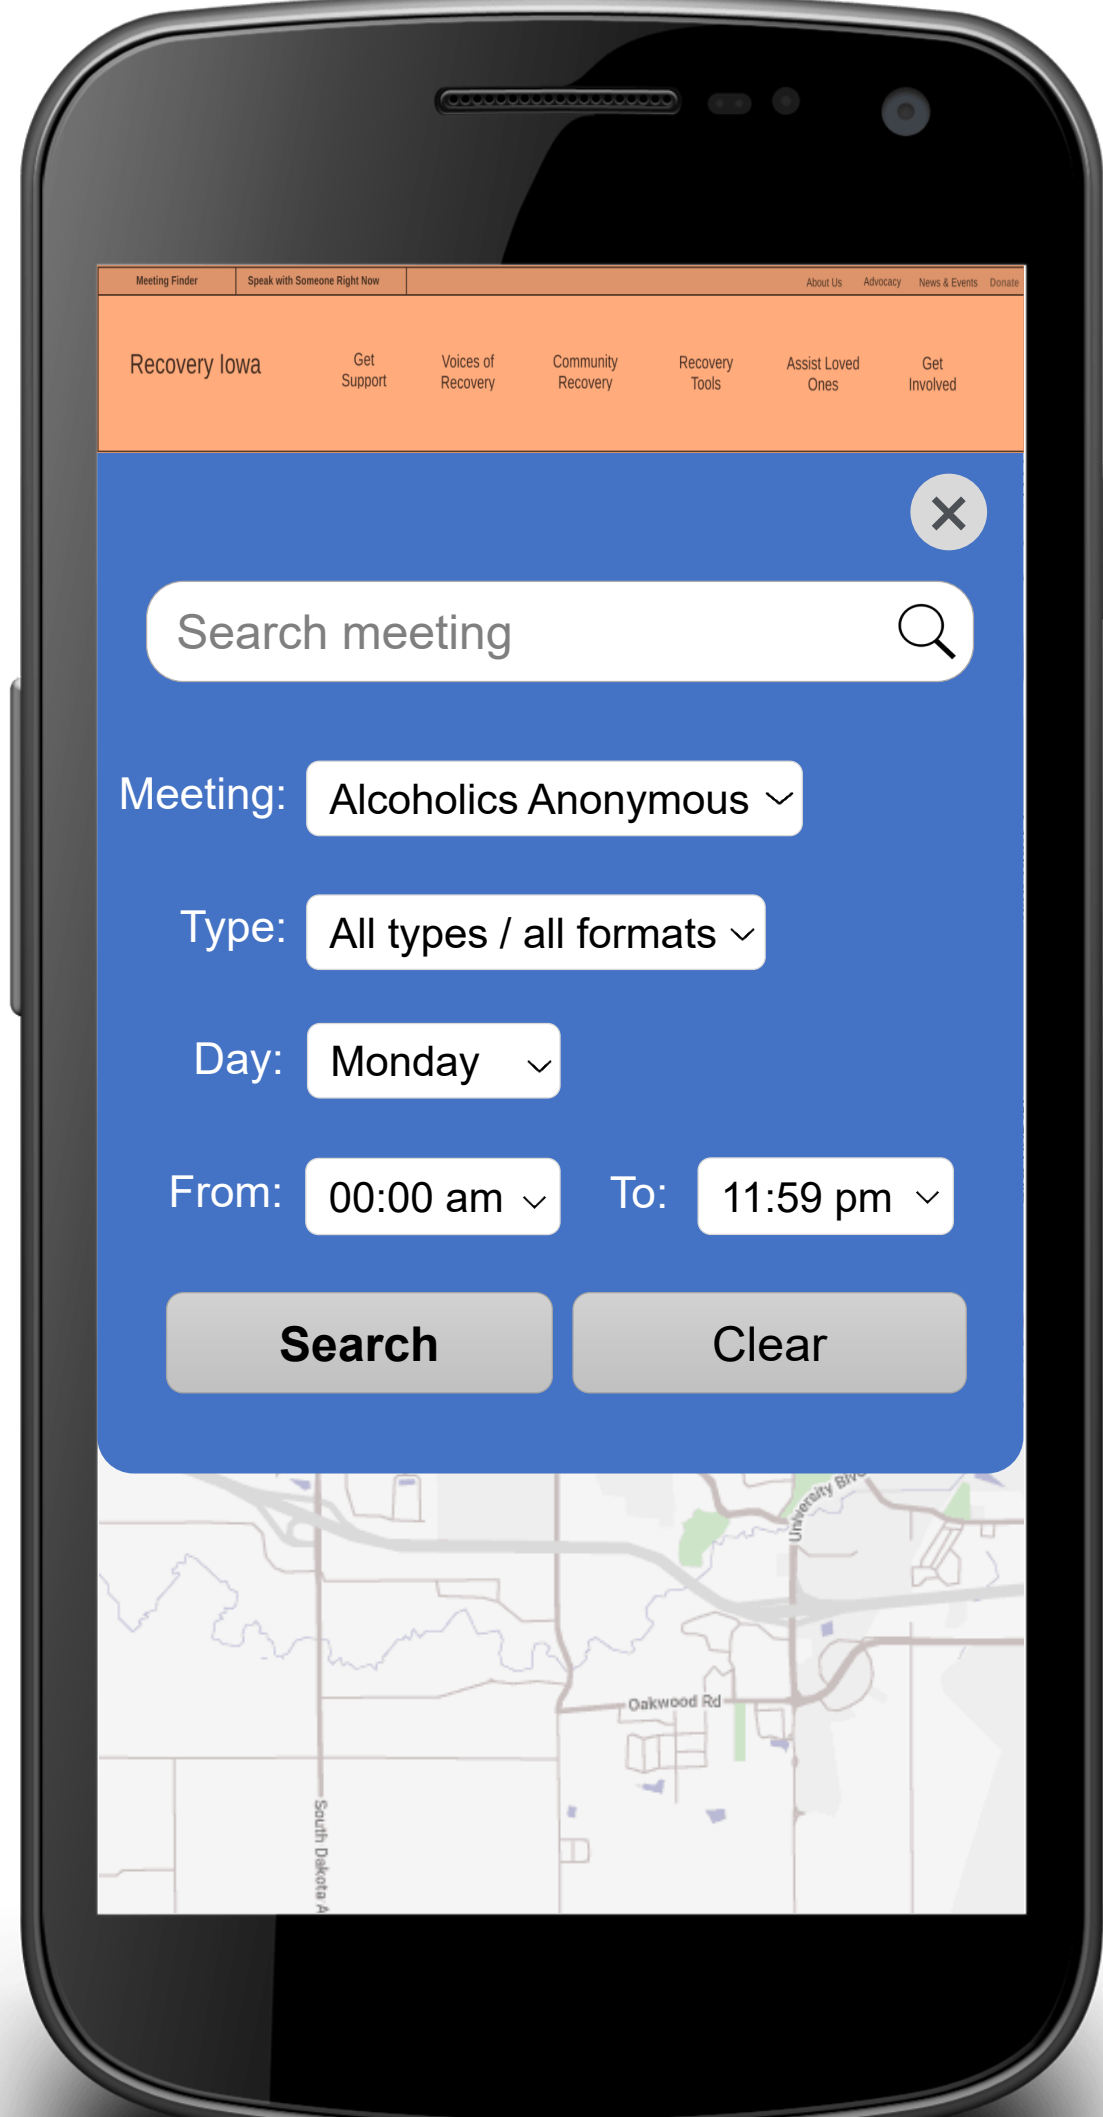 Meeting Finder
Speak with Someone Right Now
About Us
Advocacy
News & Events
Donate
Recovery Iowa
Get
Support
Voices of
Recovery
Community
Recovery
Recovery
Tools
Assist Loved
Ones
Get
Involved
Search meeting
Meeting:
Alcoholics Anonymous
Type:
All types / all formats
Day:
Monday
From:
00:00 am
To:
11:59 pm
Search
Clear
University
Oakwood Rd
South Dakota A